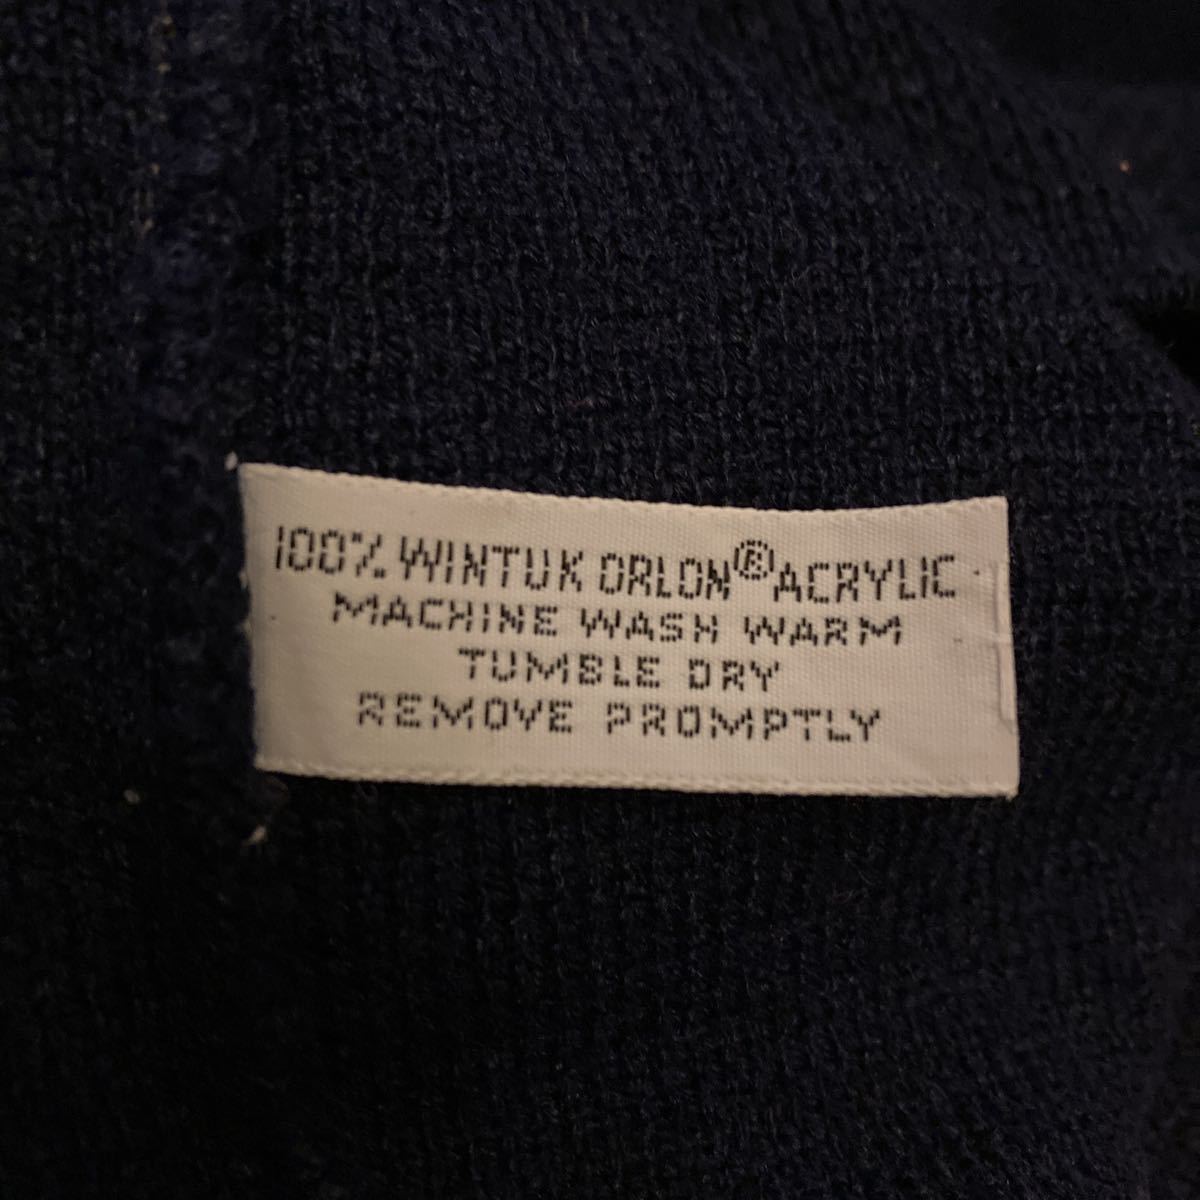 100% WINTUK ORLON® ACRYLIC
MACHINE WASH WARM
TUMBLE DRY
REMOVE PROMPTLY